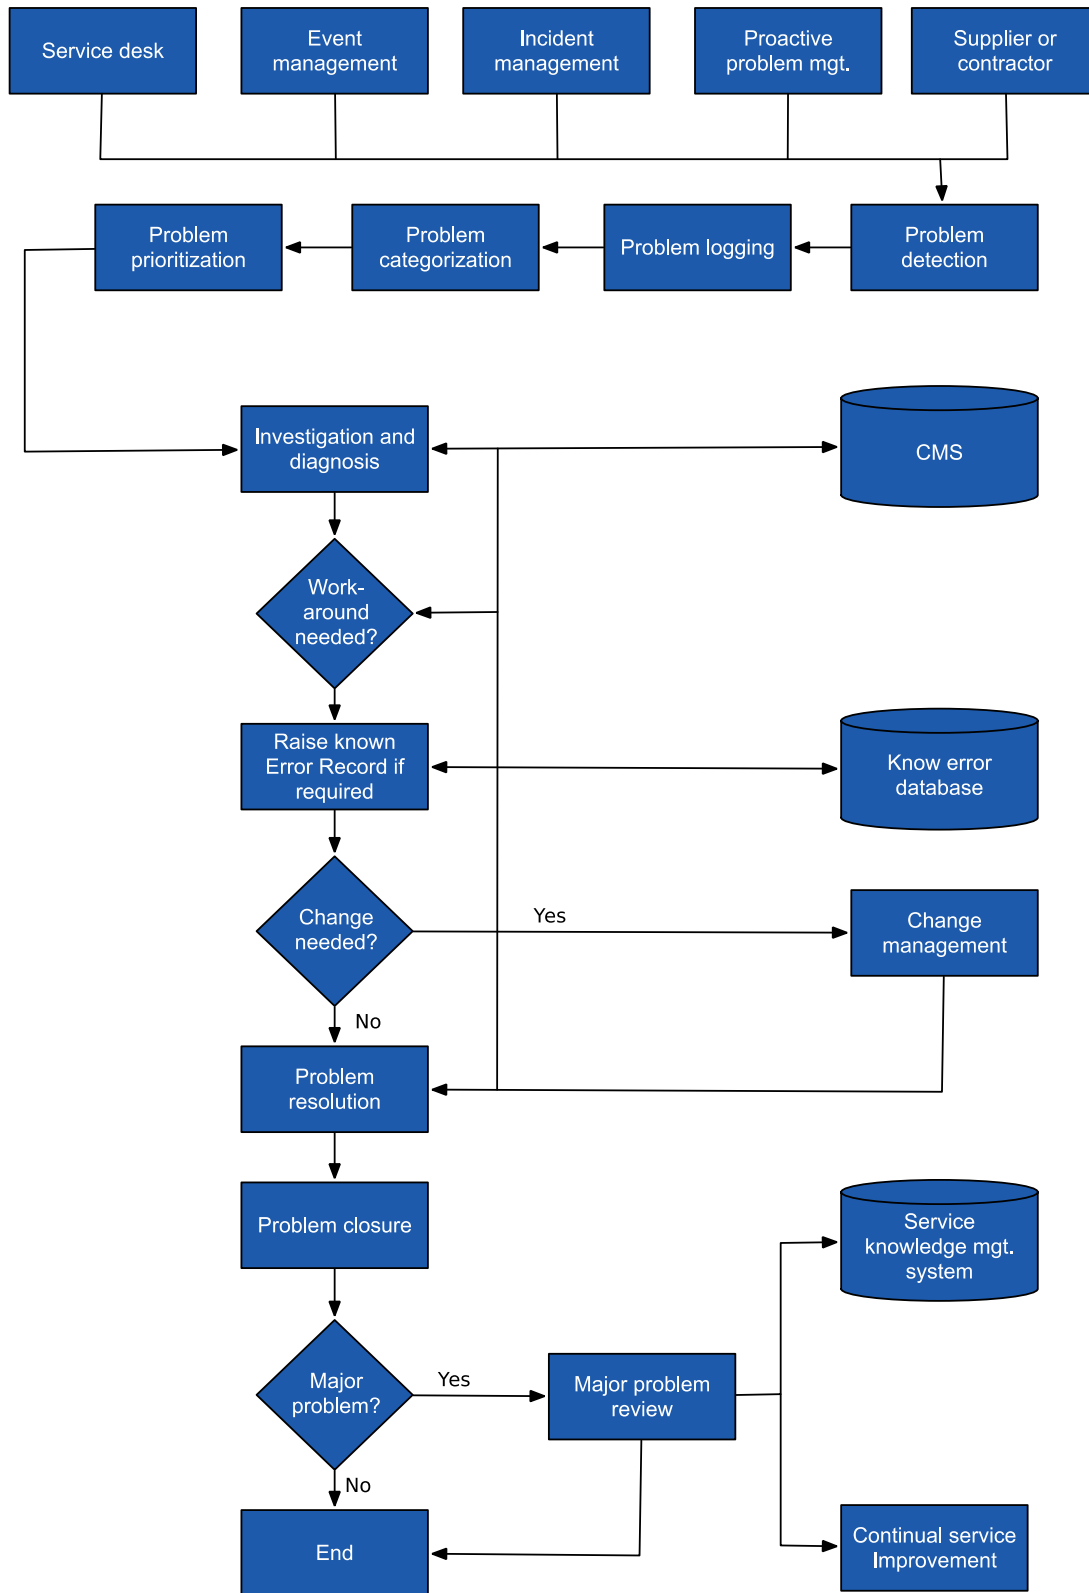 Service desk
Event
management
Incident
management
Proactive
problem mgt.
Supplier or
contractor
Problem
prioritization
Problem
categorization
Problem logging
Problem
detection
Investigation and
diagnosis
CMS
Work-
around
needed?
Raise known
Error Record if
required
Know error
database
Change
needed?
Yes
Change
management
No
Problem
resolution
Problem closure
Service
knowledge mgt.
system
Major
problem?
Yes
Major problem
review
No
End
Continual service
Improvement